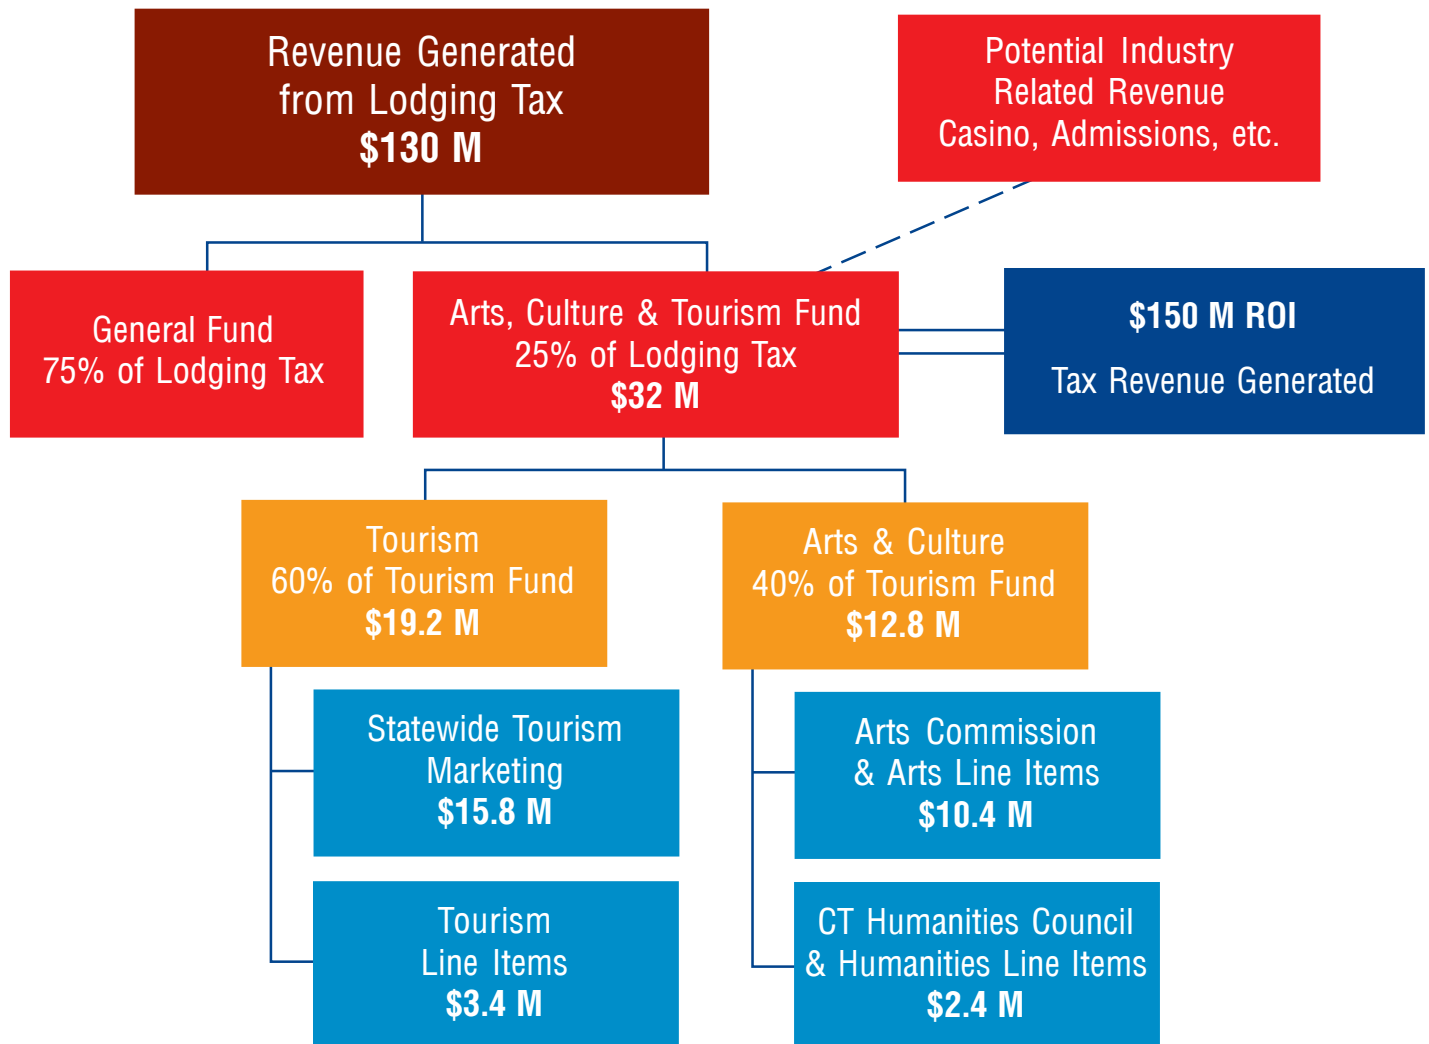 Revenue Generated
from Lodging Tax
$130 M
Potential Industry
Related Revenue
Casino, Admissions, etc.
General Fund
75% of Lodging Tax
Arts, Culture & Tourism Fund
25% of Lodging Tax
$32 M
$150 M ROI
Tax Revenue Generated
Tourism
60% of Tourism Fund
$19.2 M
Arts & Culture
40% of Tourism Fund
$12.8 M
Statewide Tourism
Marketing
$15.8 M
Arts Commission
& Arts Line Items
$10.4 M
Tourism
Line Items
$3.4 M
CT Humanities Council
& Humanities Line Items
$2.4 M